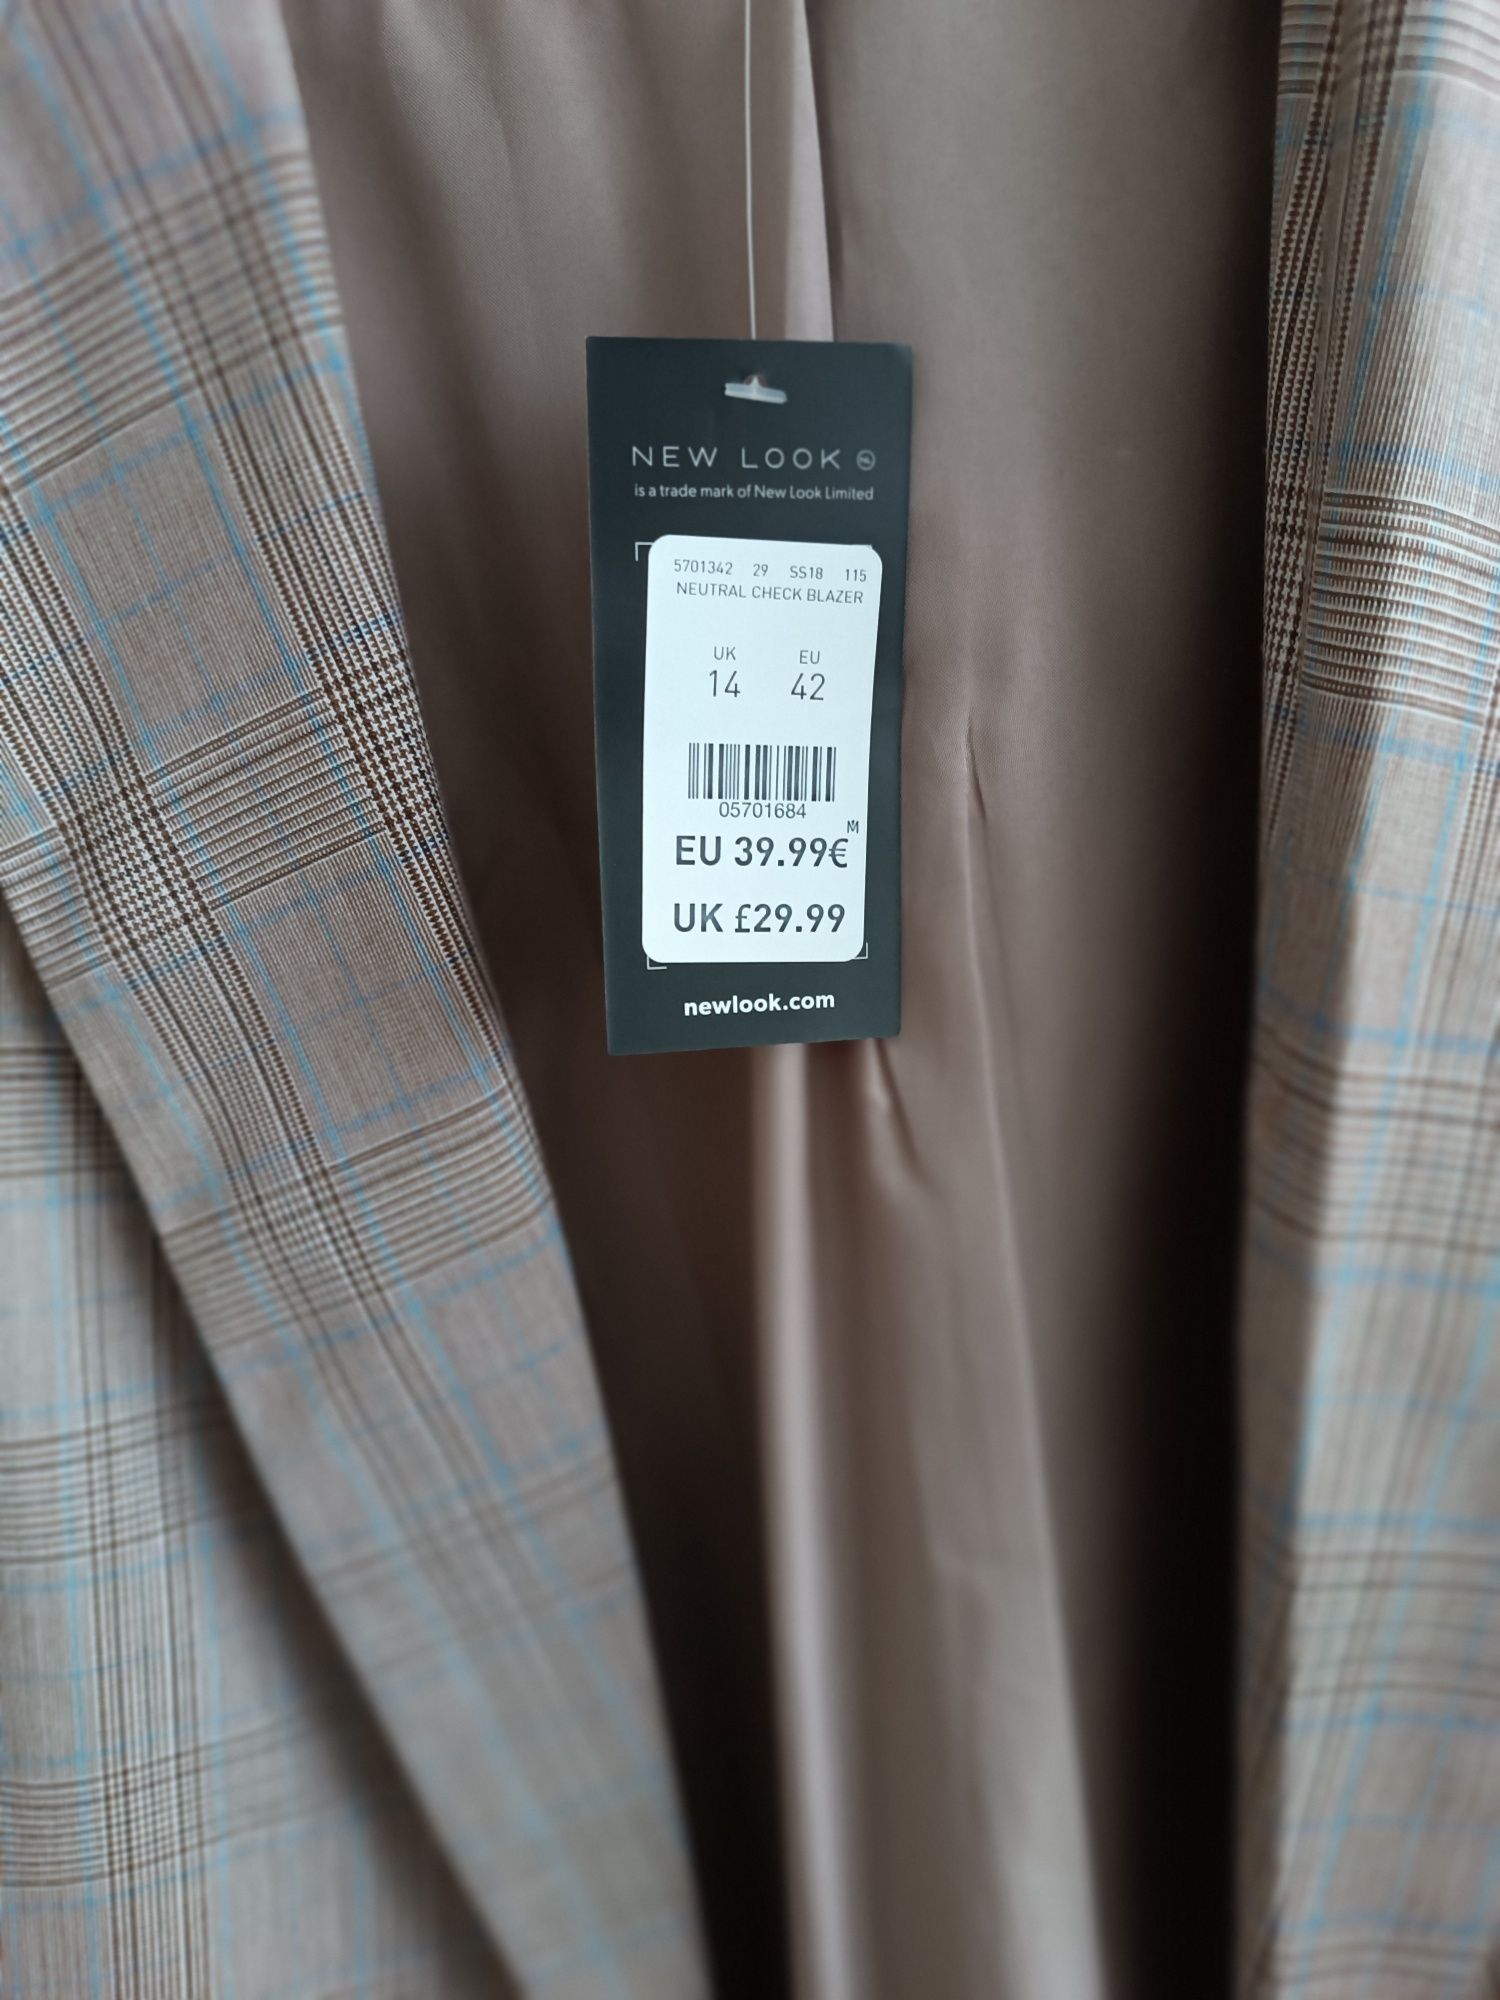 NEW LOOK
is a trade mark of New Look Limited
5701342 29 SS18 115
NEUTRAL CHECK BLAZER
UK EU
14 42
05701684
M
EU 39.99€
UK £29.99
newlook.com